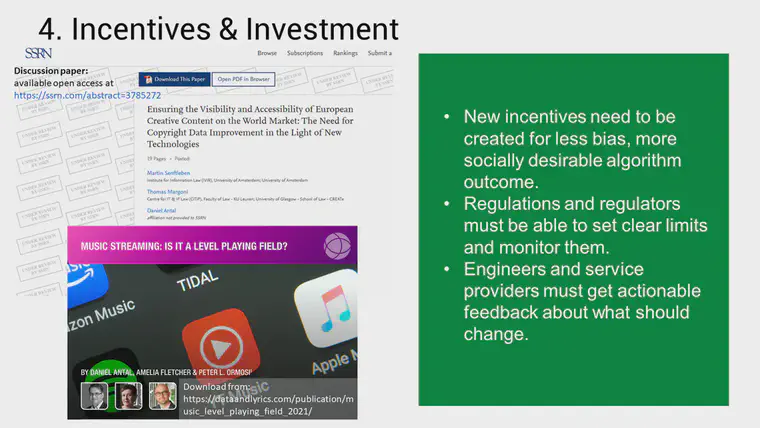 4. Incentives & Investment
SSRN
Browse Subscriptions Rankings Submit a
Discussion paper:
available open access at
https://ssrn.com/abstract=3785272
Download This Paper
Open PDF in Browser
UNDER REVIEW BY SSRN
Ensuring the Visibility and Accessibility of European
Creative Content on the World Market: The Need for
Copyright Data Improvement in the Light of New
Technologies
19 Pages • Posted:
Martin Senftleben
Institute for Information Law (IViR), University of Amsterdam; University of Amsterdam
Thomas Margoni
Centre for IT & IP Law (CITIP), Faculty of Law - KU Leuven; University of Glasgow - School of Law - CREATe
Daniel Antal
affiliation not provided to SSRN
MUSIC STREAMING: IS IT A LEVEL PLAYING FIELD?
TIDAL
zon Music
Apple M
Music
BY DANIEL ANTAL, AMELIA FLETCHER & PETER L. ORMOSI
Download from:
https://dataandlyrics.com/publication/m
usic_level_playing_field_2021/
• New incentives need to be
created for less bias, more
socially desirable algorithm
outcome.
• Regulations and regulators
must be able to set clear limits
and monitor them.
• Engineers and service
providers must get actionable
feedback about what should
change.